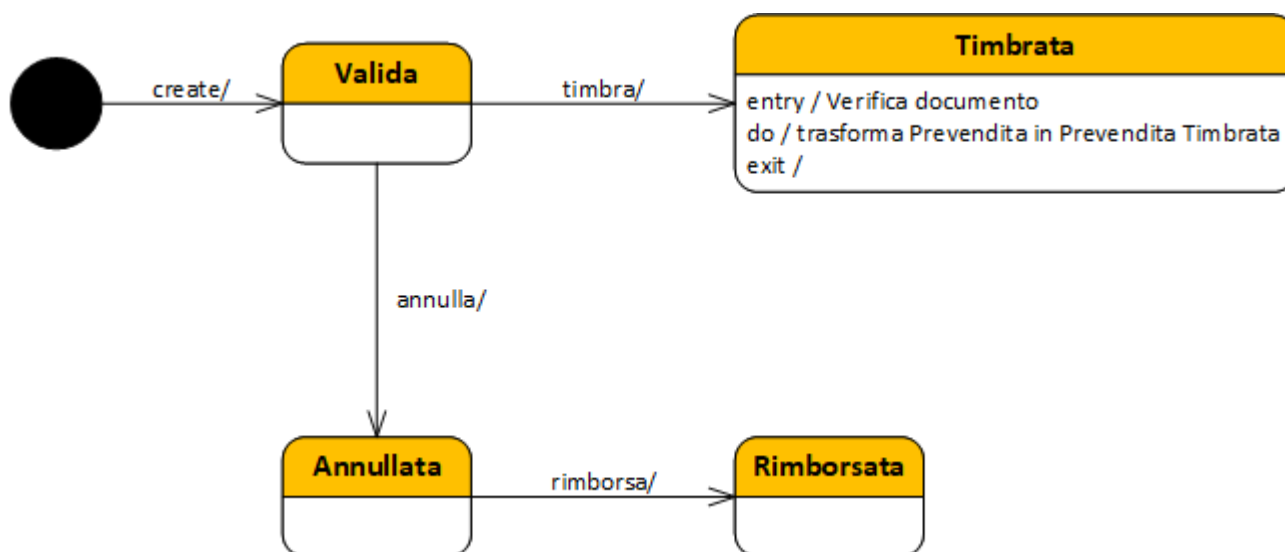 create/
Valida
timbra/
Timbrata
entry / Verifica documento
do / trasforma Prevendita in Prevendita Timbrata
exit /
annulla/
Annullata
rimborsa/
Rimborsata